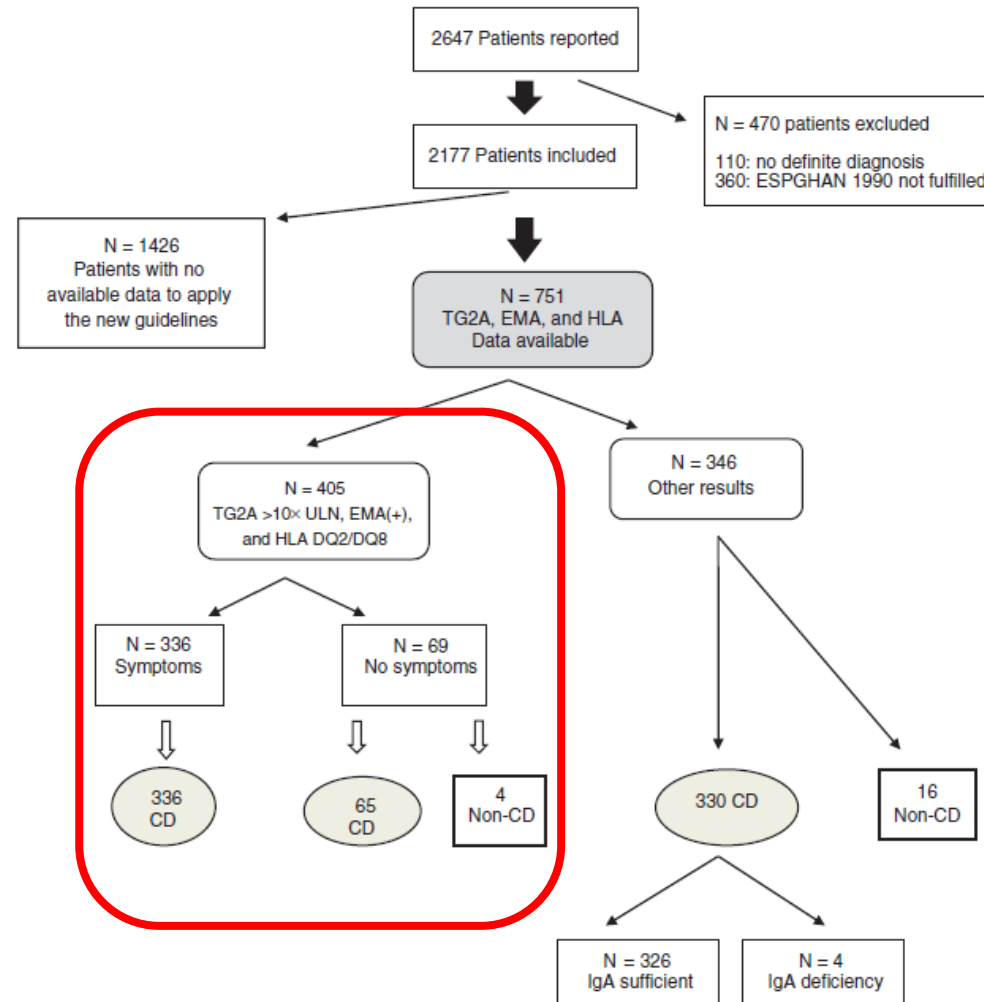 2647 Patients reported
N = 470 patients excluded
110: no definite diagnosis
360: ESPGHAN 1990 not fulfilled
2177 Patients included
N = 1426
Patients with no
available data to apply
the new guidelines
N = 751
TG2A, EMA, and HLA
Data available
N = 405
TG2A >10× ULN, EMA(+),
and HLA DQ2/DQ8
N = 346
Other results
N = 336
Symptoms
N = 69
No symptoms
336
CD
65
CD
4
Non-CD
330 CD
16
Non-CD
N = 326
IgA sufficient
N = 4
IgA deficiency